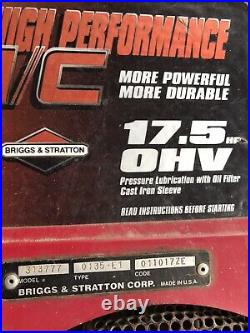 HIGH PERFORMANCE
I/C
MORE POWERFUL
MORE DURABLE
BRIGGS & STRATTON
17.5 HP
OHV
Pressure Lubrication with Oil Filter
Cast Iron Sleeve
READ INSTRUCTIONS BEFORE STARTING
313777 0135-E1 011017ZE
MODEL TYPE CODE
BRIGGS & STRATTON CORP. MADE IN U.S.A.